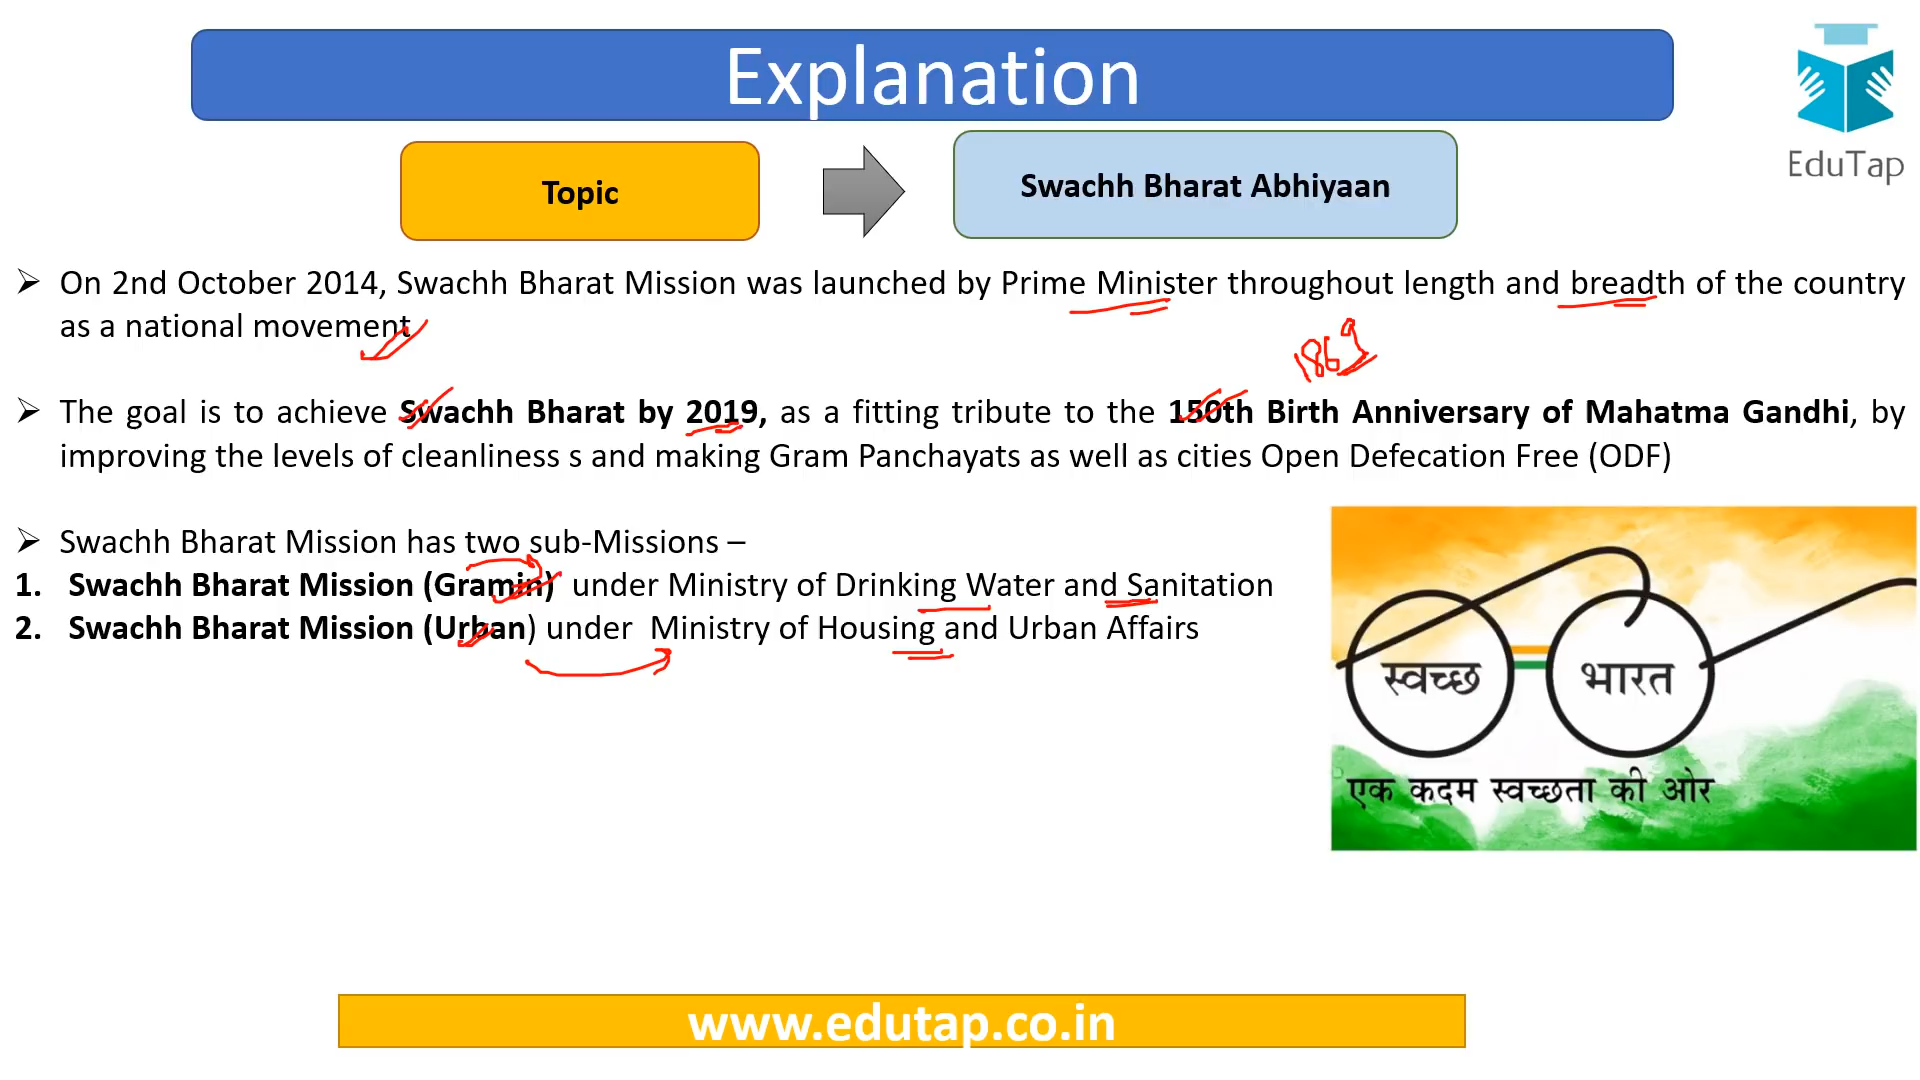 Explanation
EduTap
Topic
Swachh Bharat Abhiyaan
➢ On 2nd October 2014, Swachh Bharat Mission was launched by Prime Minister throughout length and breadth of the country
as a national movement
1869
➢ The goal is to achieve Swachh Bharat by 2019, as a fitting tribute to the 150th Birth Anniversary of Mahatma Gandhi, by
improving the levels of cleanliness s and making Gram Panchayats as well as cities Open Defecation Free (ODF)
➢ Swachh Bharat Mission has two sub-Missions –
1. Swachh Bharat Mission (Gramin) under Ministry of Drinking Water and Sanitation
2. Swachh Bharat Mission (Urban) under Ministry of Housing and Urban Affairs
स्वच्छ भारत
एक कदम स्वच्छता की ओर
www.edutap.co.in